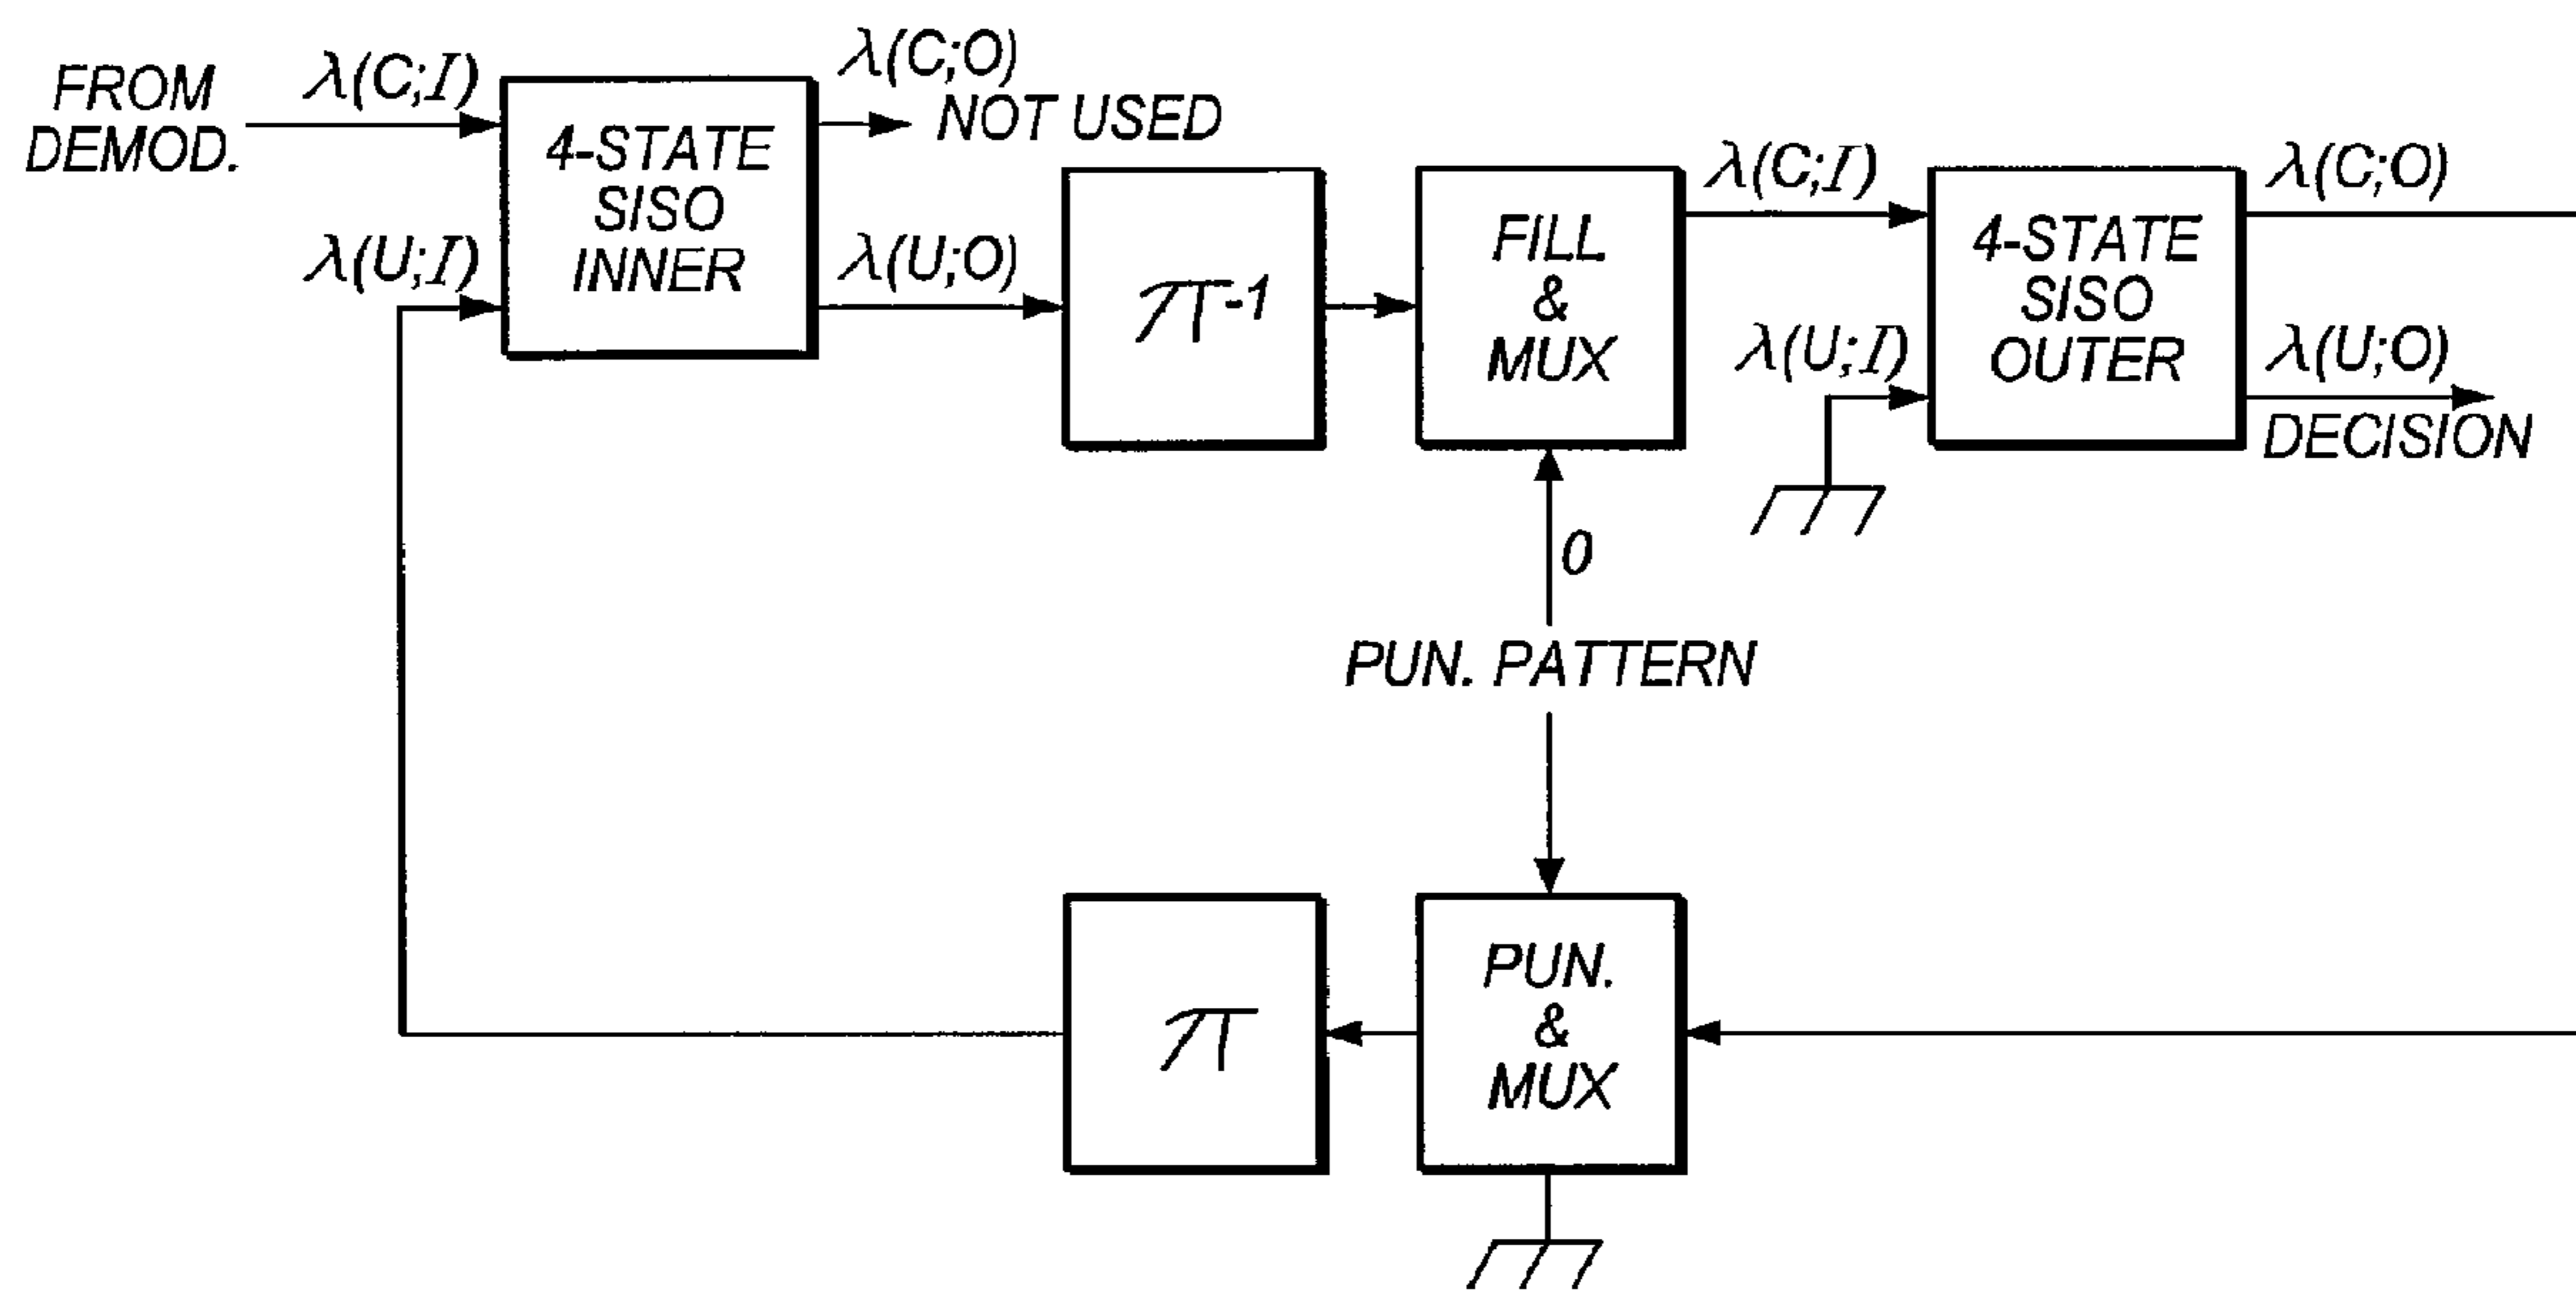 FROM
DEMOD.
λ(C;I)
λ(U;I)
4-STATE
SISO
INNER
λ(C;O)
NOT USED
λ(U;O)
π-1
FILL
&
MUX
λ(C;I)
λ(U;I)
4-STATE
SISO
OUTER
λ(C;O)
λ(U;O)
DECISION
0
PUN. PATTERN
π
PUN.
&
MUX